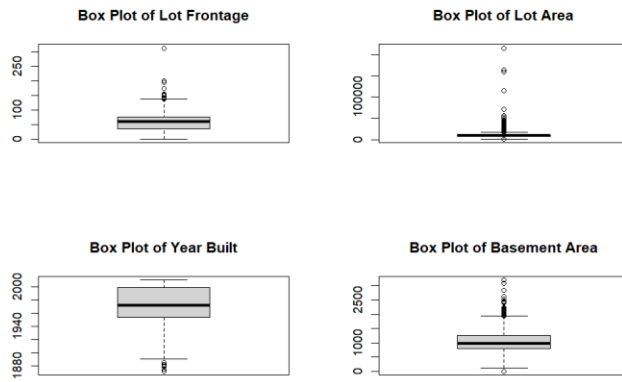 Box Plot of Lot Frontage
250
100
0
Box Plot of Lot Area
100000
0
Box Plot of Year Built
2000
1940
1880
Box Plot of Basement Area
2500
1000
0